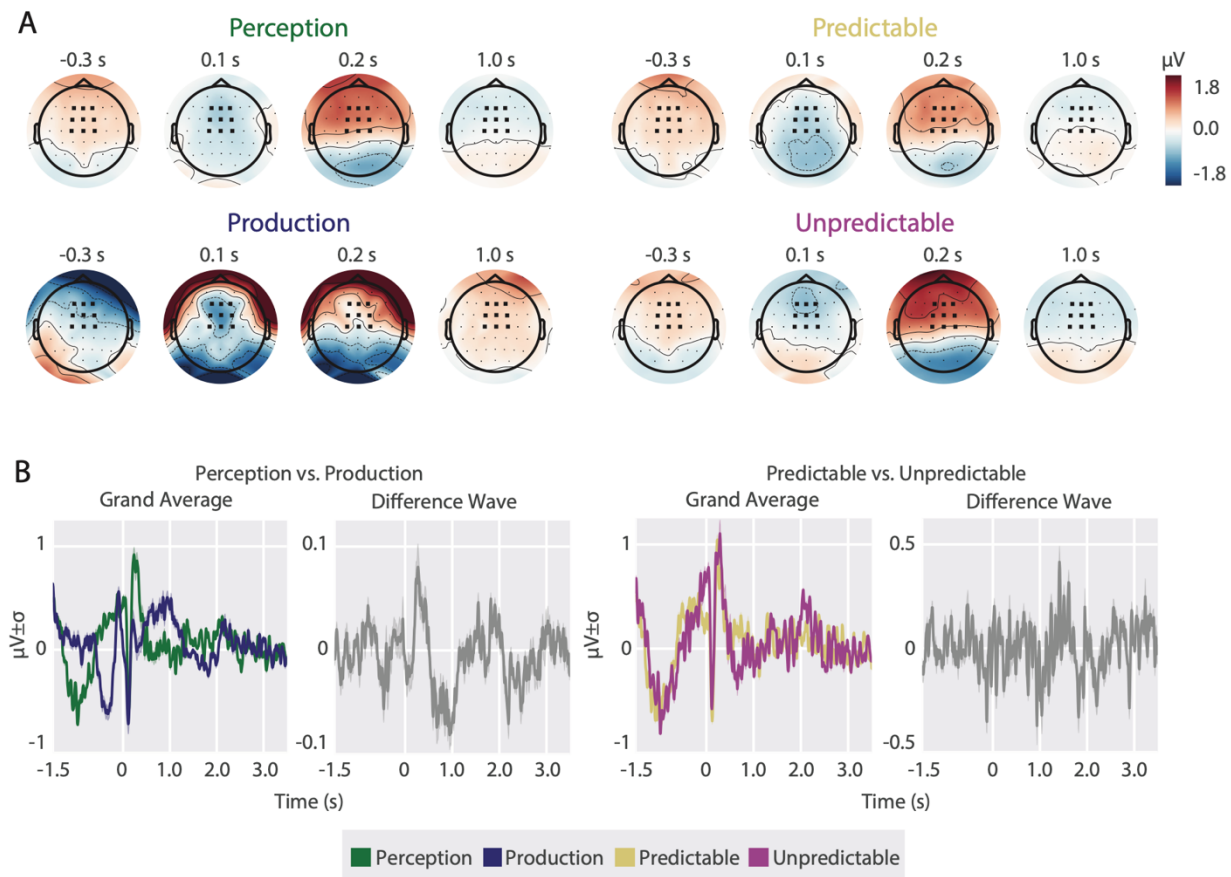 A
Perception
Predictable
-0.3 s 0.1 s 0.2 s 1.0 s
-0.3 s 0.1 s 0.2 s 1.0 s
μV
1.8
0.0
-1.8
Production
Unpredictable
-0.3 s 0.1 s 0.2 s 1.0 s
-0.3 s 0.1 s 0.2 s 1.0 s
B
Perception vs. Production
Grand Average
Difference Wave
μV±σ
1
0
-1
-1.5 0 1.0 2.0 3.0
0.1
0
-0.1
-1.5 0 1.0 2.0 3.0
Time (s)
Predictable vs. Unpredictable
Grand Average
Difference Wave
μV±σ
1
0
-1
-1.5 0 1.0 2.0 3.0
0.5
0
-0.5
-1.5 0 1.0 2.0 3.0
Time (s)
Perception Production Predictable Unpredictable